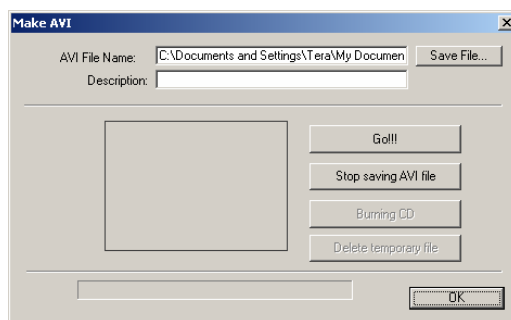 Make AVI
AVI File Name: C:\Documents and Settings\Tera\My Documen Save File...
Description:
Go!!!
Stop saving AVI file
Burning CD
Delete temporary file
OK